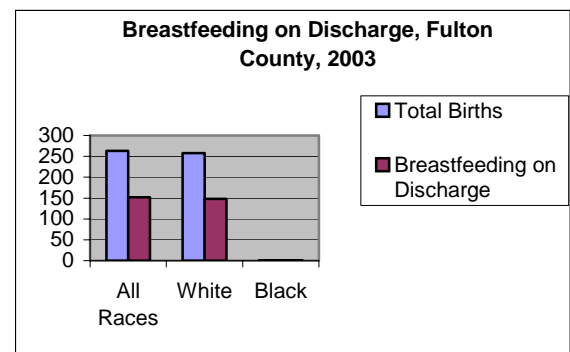 Breastfeeding on Discharge, Fulton
County, 2003
Total Births
Breastfeeding on
Discharge
300
250
200
150
100
50
0
All
Races
White
Black